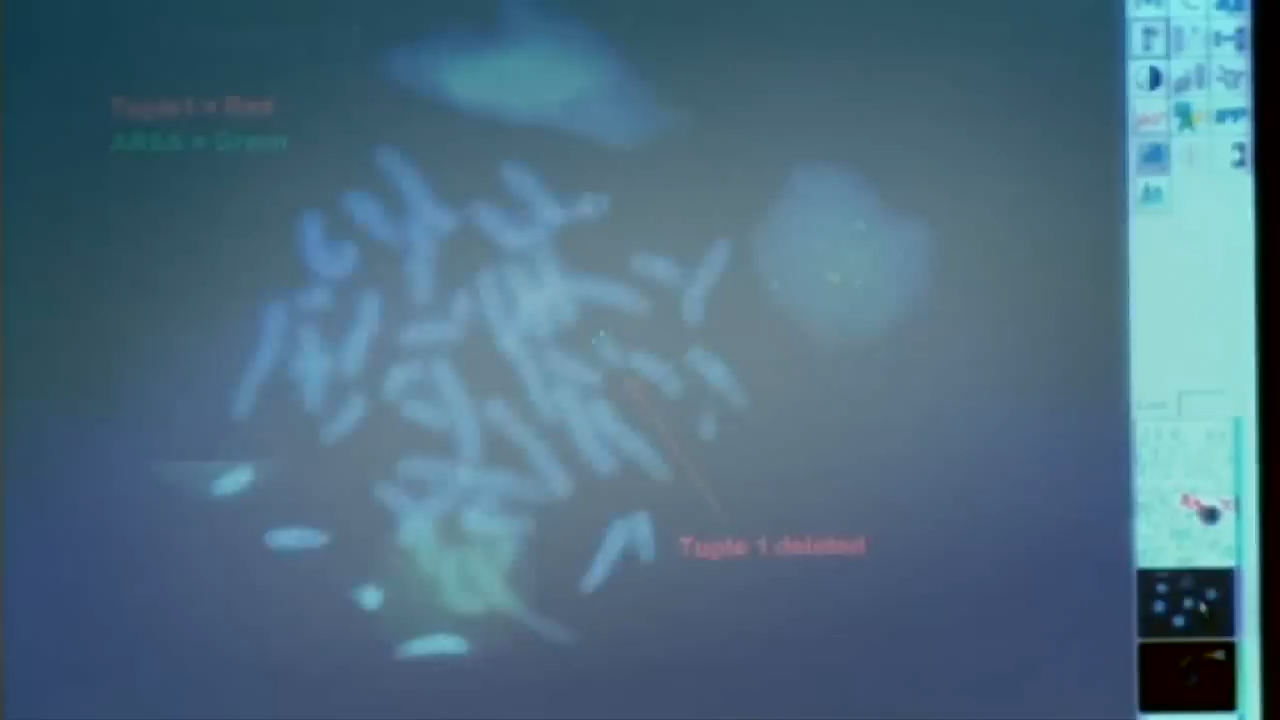 Tuple1 = Red
ARSA = Green
Tuple 1 deleted